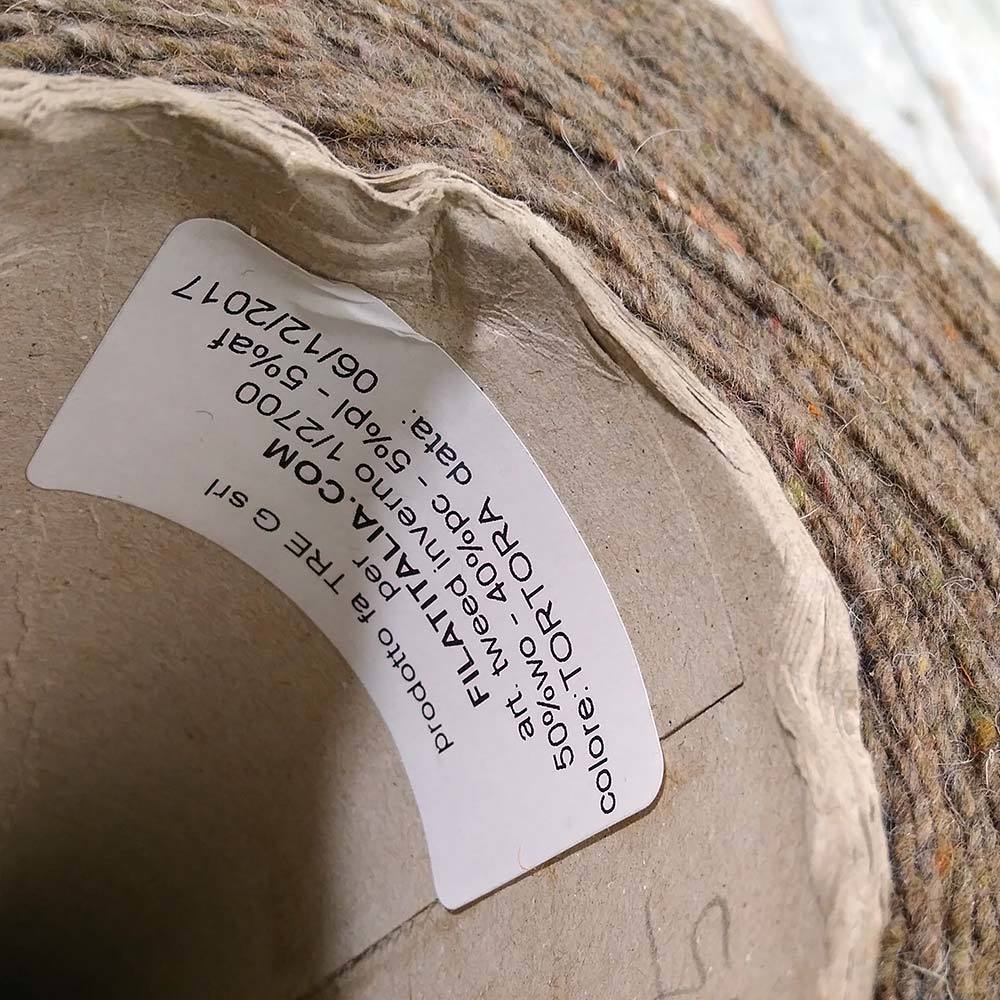 prodotto fa TRE G srl
per
FILATITALIA.COM
art. tweed inverno 1/2700
50%wo - 40%pc - 5%pl - 5%af
colore: TORTORA data: 06/12/2017
5